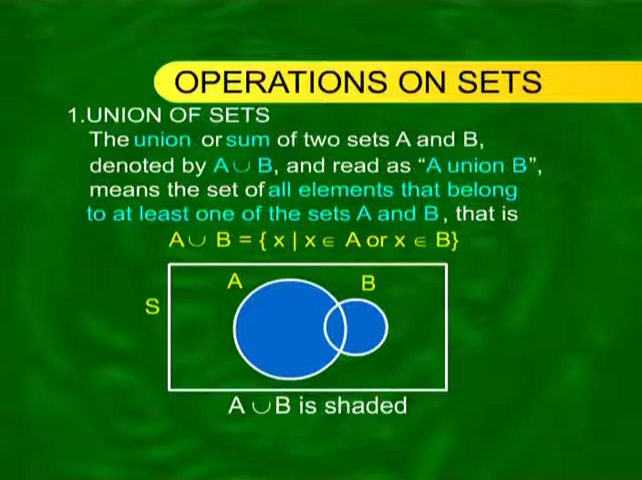 OPERATIONS ON SETS
1.UNION OF SETS
The union or sum of two sets A and B,
denoted by A ∪ B, and read as “A union B”,
means the set of all elements that belong
to at least one of the sets A and B, that is
A ∪ B = { x | x ∈ A or x ∈ B}
A B
S
A ∪ B is shaded